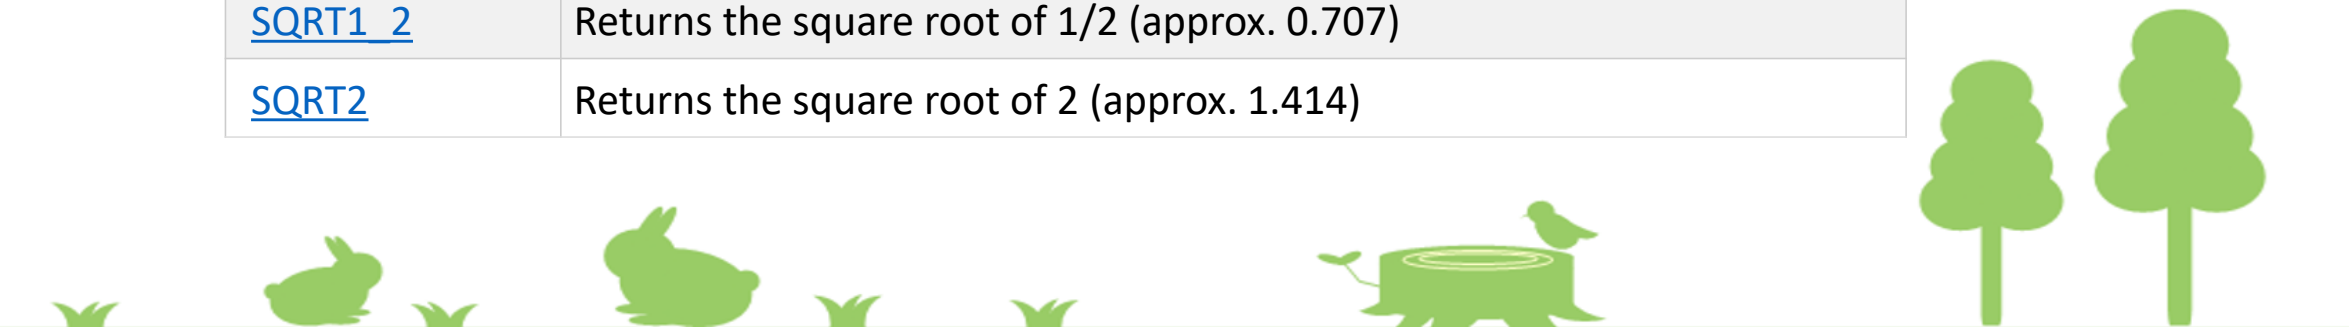 SQRT1_2 Returns the square root of 1/2 (approx. 0.707)
SQRT2 Returns the square root of 2 (approx. 1.414)